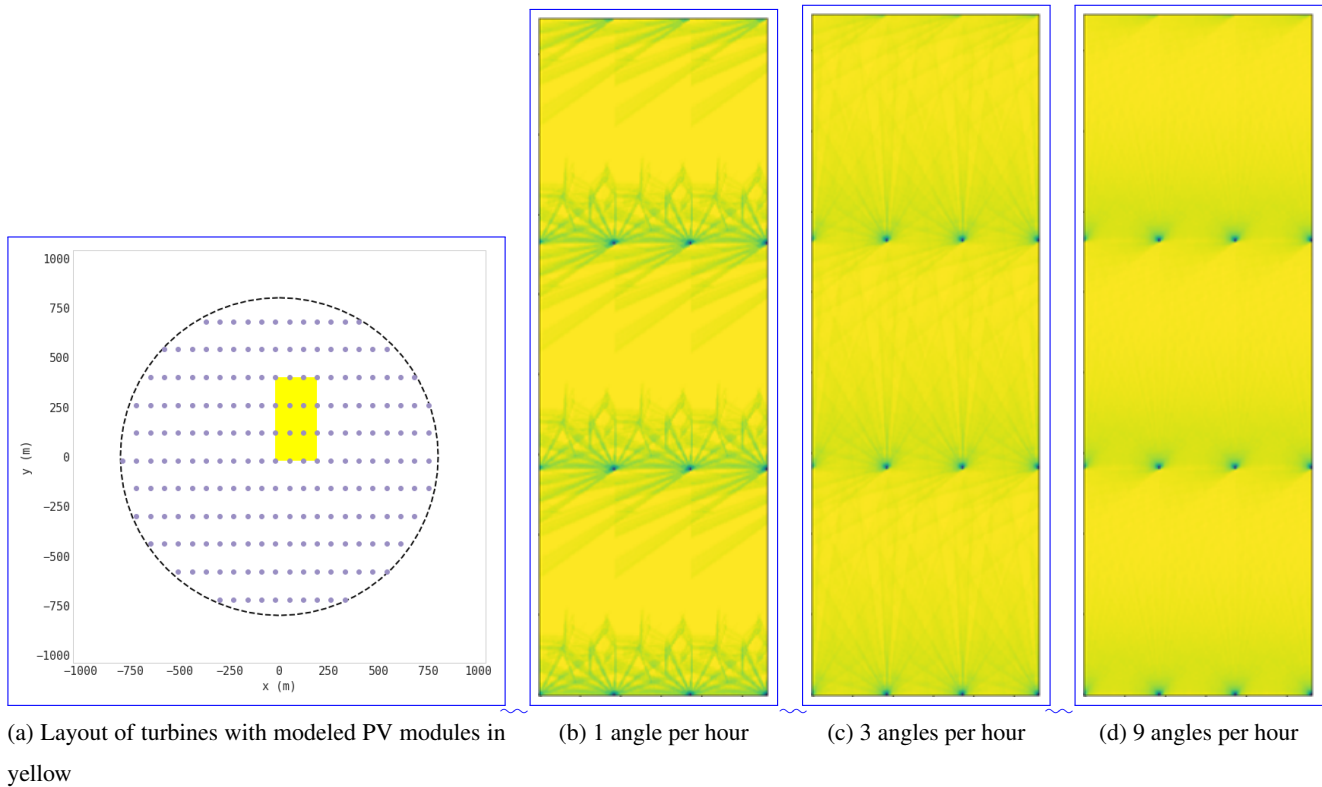 1000
750
500
250
0
−250
−500
−750
−1000
y (m)
−1000 −750 −500 −250 0 250 500 750 1000
x (m)
(a) Layout of turbines with modeled PV modules in
yellow
(b) 1 angle per hour
(c) 3 angles per hour
(d) 9 angles per hour